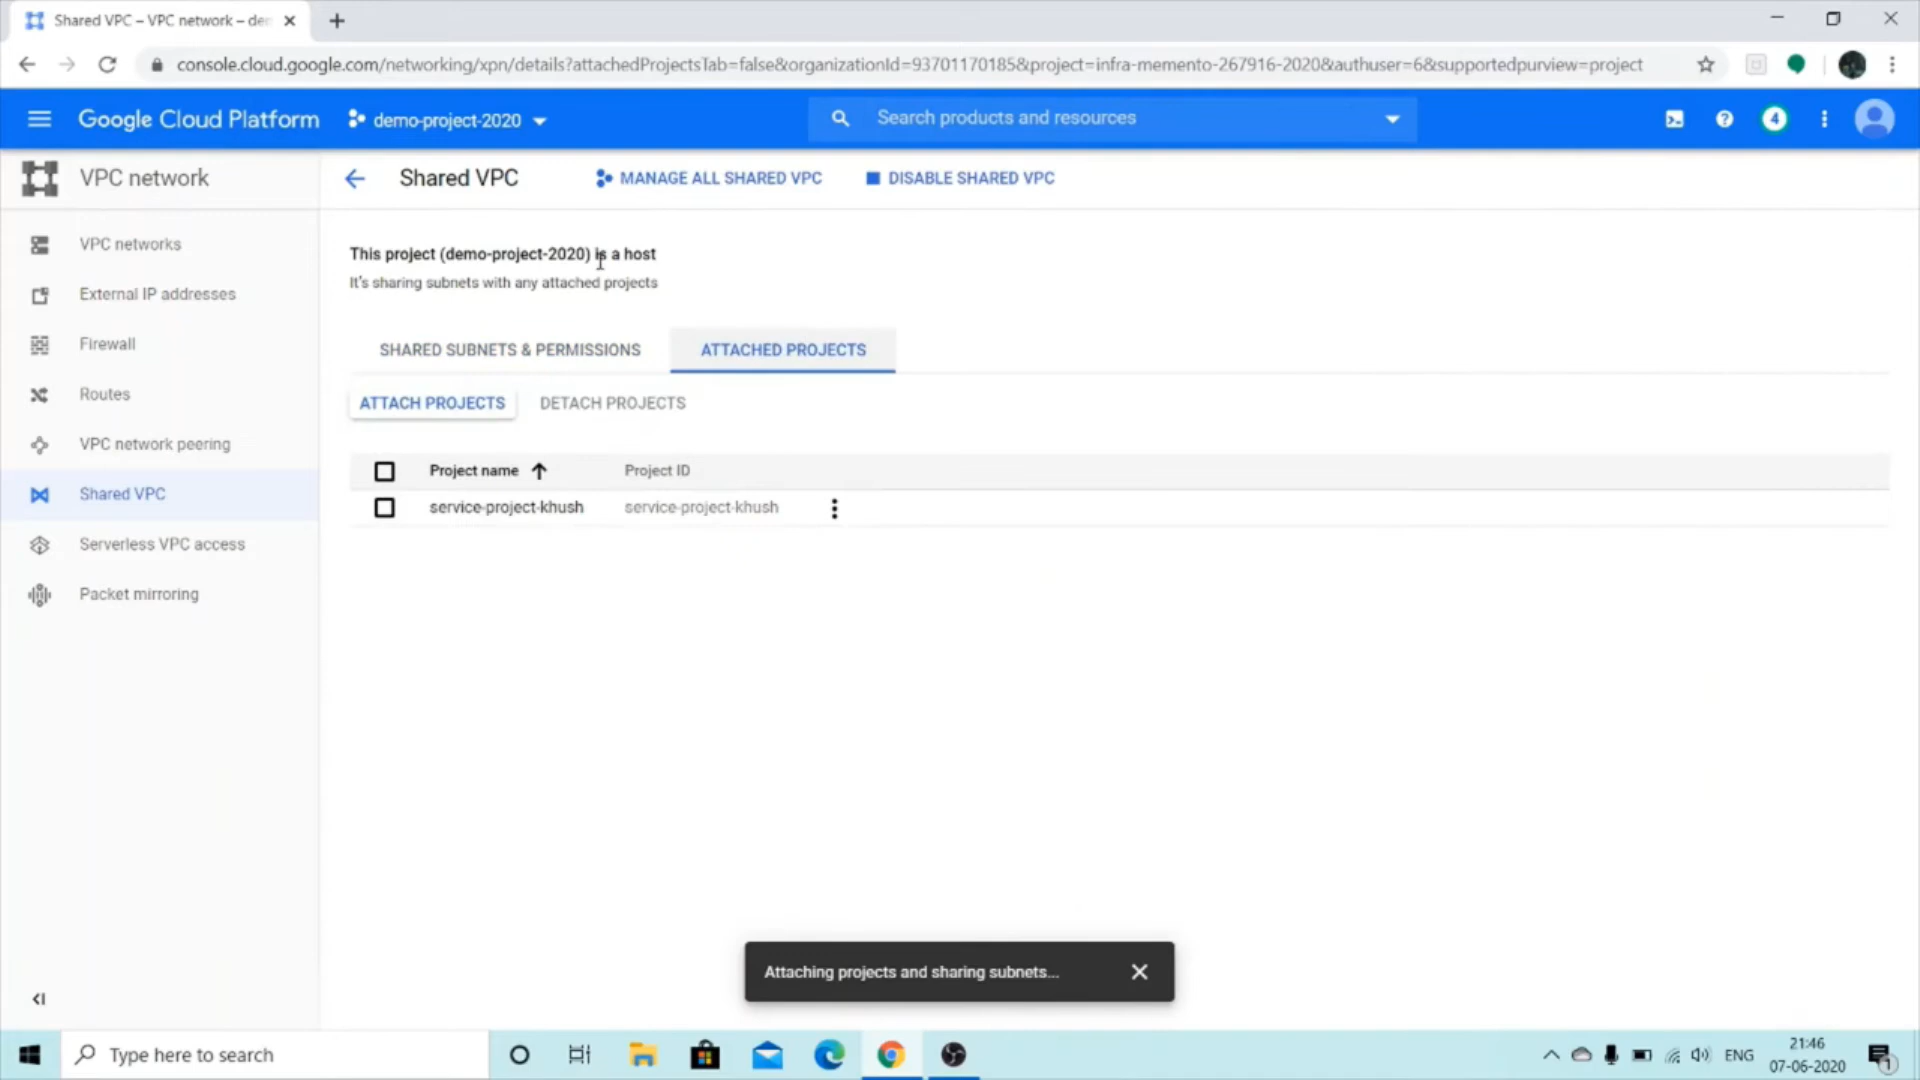 Shared VPC – VPC network – der
console.cloud.google.com/networking/xpn/details?attachedProjectsTab=false&organizationId=93701170185&project=infra-memento-267916-2020&authuser=6&supportedpurview=project
Google Cloud Platform
demo-project-2020
Search products and resources
4
VPC network
Shared VPC
MANAGE ALL SHARED VPC
DISABLE SHARED VPC
VPC networks
External IP addresses
Firewall
Routes
VPC network peering
Shared VPC
Serverless VPC access
Packet mirroring
This project (demo-project-2020) is a host
It's sharing subnets with any attached projects
SHARED SUBNETS & PERMISSIONS
ATTACHED PROJECTS
ATTACH PROJECTS
DETACH PROJECTS
Project name
Project ID
service-project-khush
service-project-khush
Attaching projects and sharing subnets...
Type here to search
ENG
21:46
07-06-2020
1